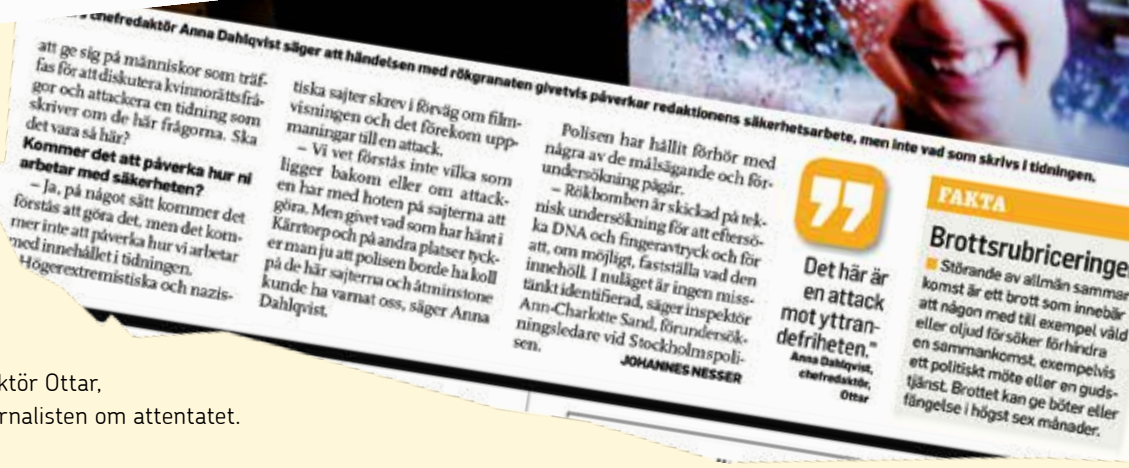 chefredaktör Anna Dahlqvist säger att händelsen med rökgranaten givetvis påverkar redaktionens säkerhetsarbete, men inte vad som skrivs i tidningen.
att ge sig på människor som träf-
fas för att diskutera kvinnorättsfrå-
gor och attackera en tidning som
skriver om de här frågorna. Ska
det vara så här?
Kommer det att påverka hur ni
arbetar med säkerheten?
– Ja, på något sätt kommer det
förstås att göra det, men det kom-
mer inte att påverka hur vi arbetar
med innehållet i tidningen.
Högerextremistiska och nazis-
tiska sajter skrev i förväg om film-
visningen och det förekom upp-
maningar till en attack.
– Vi vet förstås inte vilka som
ligger bakom eller om attack-
en har med hoten på sajterna att
göra. Men givet vad som har hänt i
Kärrtorp och på andra platser tyck-
er man ju att polisen borde ha koll
på de här sajterna och åtminstone
kunde ha varnat oss, säger Anna
Dahlqvist.
Polisen har hållit förhör med
några av de målsägande och för-
undersökning pågår.
– Rökbomben är skickad på tek-
nisk undersökning för att eftersö-
ka DNA och fingeravtryck och för
att, om möjligt, fastställa vad den
innehöll. I nuläget är ingen miss-
tänkt identifierad, säger inspektör
Ann-Charlotte Sand, förundersök-
ningsledare vid Stockholmspoli-
sen.
JOHANNES NESSER
”
Det här är
en attack
mot yttran-
defriheten.”
Anna Dahlqvist,
chefredaktör,
Ottar
FAKTA
Brottsrubriceringe
Störande av allmän sammar
komst är ett brott som innebär
att någon med till exempel våld
eller oljud försöker förhindra
en sammankomst, exempelvis
ett politiskt möte eller en guds-
tjänst. Brottet kan ge böter eller
fängelse i högst sex månader.
ktör Ottar,
rnalisten om attentatet.